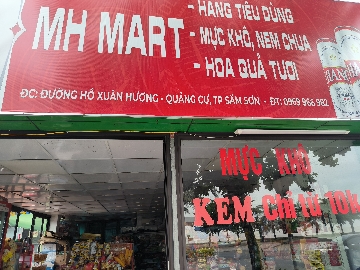 MH MART
- HÀNG TIÊU DÙNG
- MỰC KHÔ, NEM CHUA
- HOA QUẢ TƯƠI
ĐC: ĐƯỜNG HỒ XUÂN HƯƠNG - QUẢNG CƯ, TP SẦM SƠN - ĐT: 0969 966 982
MỰC KHÔ
KEM Chỉ từ 10k